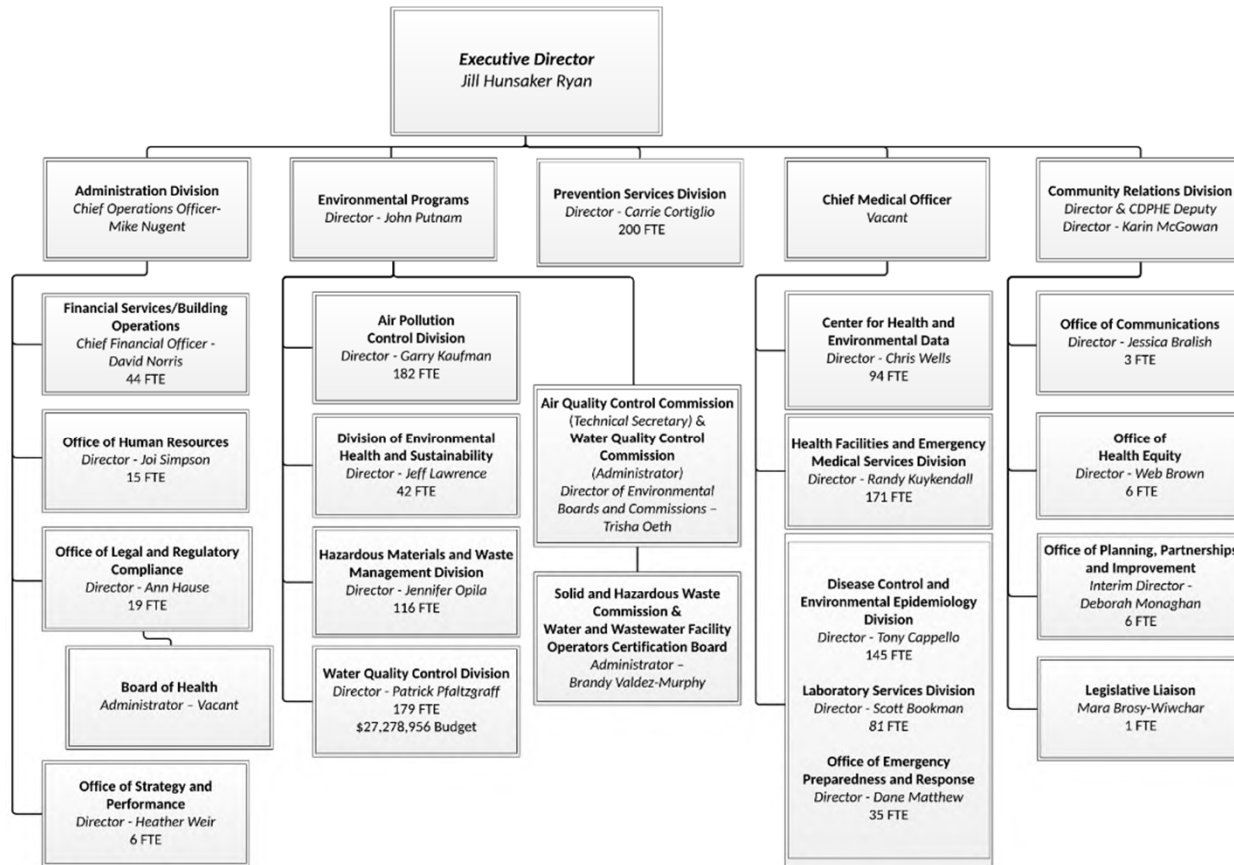 Executive Director
Jill Hunsaker Ryan
Administration Division
Chief Operations Officer-
Mike Nugent
Environmental Programs
Director - John Putnam
Prevention Services Division
Director - Carrie Cortiglio
200 FTE
Chief Medical Officer
Vacant
Community Relations Division
Director & CDPHE Deputy
Director - Karin McGowan
Financial Services/Building
Operations
Chief Financial Officer -
David Norris
44 FTE
Office of Human Resources
Director - Joi Simpson
15 FTE
Office of Legal and Regulatory
Compliance
Director - Ann Hause
19 FTE
Board of Health
Administrator – Vacant
Office of Strategy and
Performance
Director - Heather Weir
6 FTE
Air Pollution
Control Division
Director - Garry Kaufman
182 FTE
Division of Environmental
Health and Sustainability
Director - Jeff Lawrence
42 FTE
Hazardous Materials and Waste
Management Division
Director - Jennifer Opila
116 FTE
Water Quality Control Division
Director - Patrick Pfaltzgraff
179 FTE
$27,278,956 Budget
Air Quality Control Commission
(Technical Secretary) &
Water Quality Control
Commission
(Administrator)
Director of Environmental
Boards and Commissions –
Trisha Oeth
Solid and Hazardous Waste
Commission &
Water and Wastewater Facility
Operators Certification Board
Administrator –
Brandy Valdez-Murphy
Center for Health and
Environmental Data
Director - Chris Wells
94 FTE
Health Facilities and Emergency
Medical Services Division
Director - Randy Kuykendall
171 FTE
Disease Control and
Environmental Epidemiology
Division
Director - Tony Cappello
145 FTE
Laboratory Services Division
Director - Scott Bookman
81 FTE
Office of Emergency
Preparedness and Response
Director - Dane Matthew
35 FTE
Office of Communications
Director - Jessica Bralish
3 FTE
Office of
Health Equity
Director - Web Brown
6 FTE
Office of Planning, Partnerships
and Improvement
Interim Director -
Deborah Monaghan
6 FTE
Legislative Liaison
Mara Brosy-Wiwchar
1 FTE